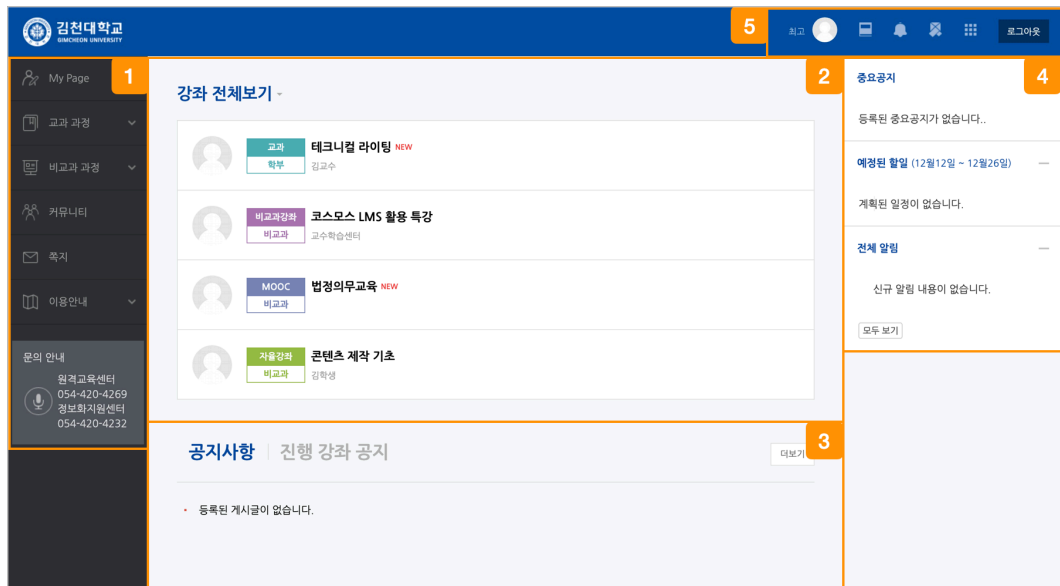 김천대학교
GIMCHEON UNIVERSITY
5
최고
로그아웃
1
My Page
교과 과정
비교과 과정
커뮤니티
쪽지
이용안내
문의 안내
원격교육센터
054-420-4269
정보화지원센터
054-420-4232
2
강좌 전체보기
교과
학부
테크니컬 라이팅 NEW
김교수
비교과강좌
비교과
코스모스 LMS 활용 특강
교수학습센터
MOOC
비교과
법정의무교육 NEW
자율강좌
비교과
콘텐츠 제작 기초
김학생
3
공지사항
진행 강좌 공지
더보기
등록된 게시글이 없습니다.
4
중요공지
등록된 중요공지가 없습니다..
예정된 할일 (12월12일 ~ 12월26일)
계획된 일정이 없습니다.
전체 알림
신규 알림 내용이 없습니다.
모두 보기